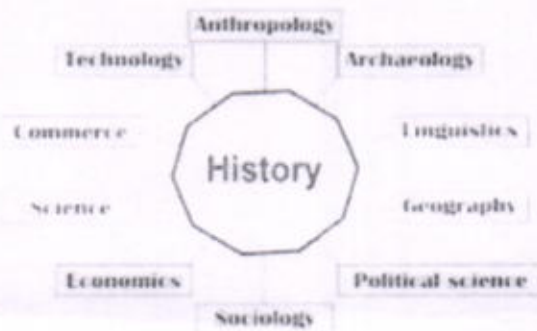 Anthropology
Technology
Archaeology
Commerce
Linguistics
History
Science
Geography
Economics
Political science
Sociology